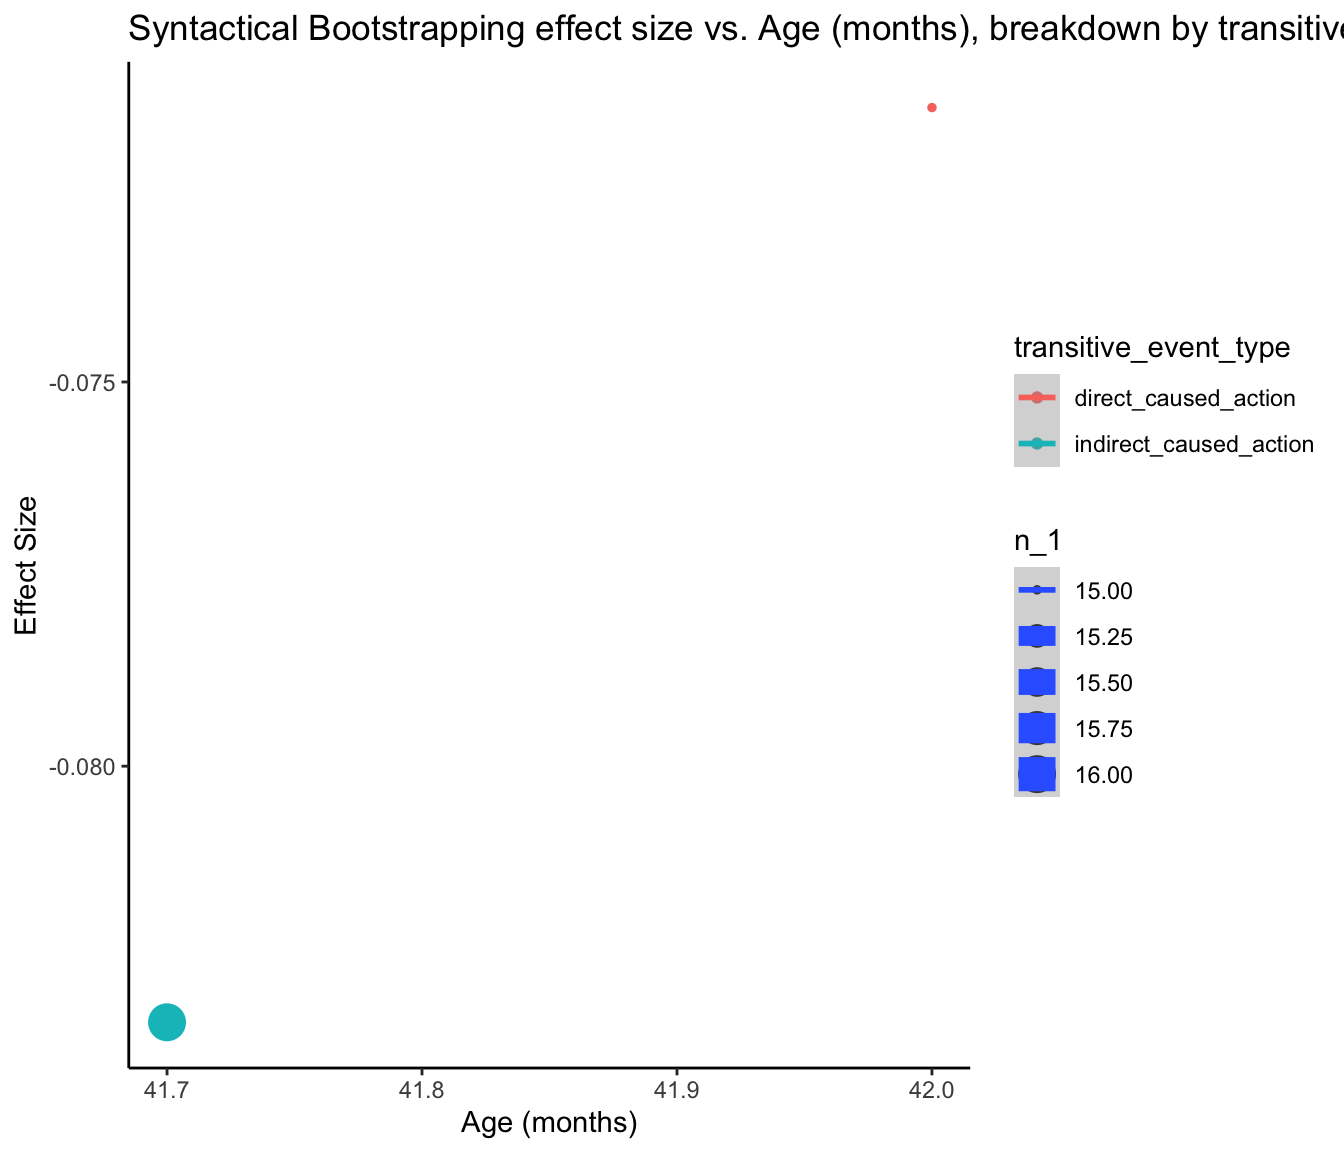 Syntactical Bootstrapping effect size vs. Age (months), breakdown by transitive
-0.075
-0.080
Effect Size
41.7 41.8 41.9 42.0
Age (months)
transitive_event_type
direct_caused_action
indirect_caused_action
n_1
15.00
15.25
15.50
15.75
16.00